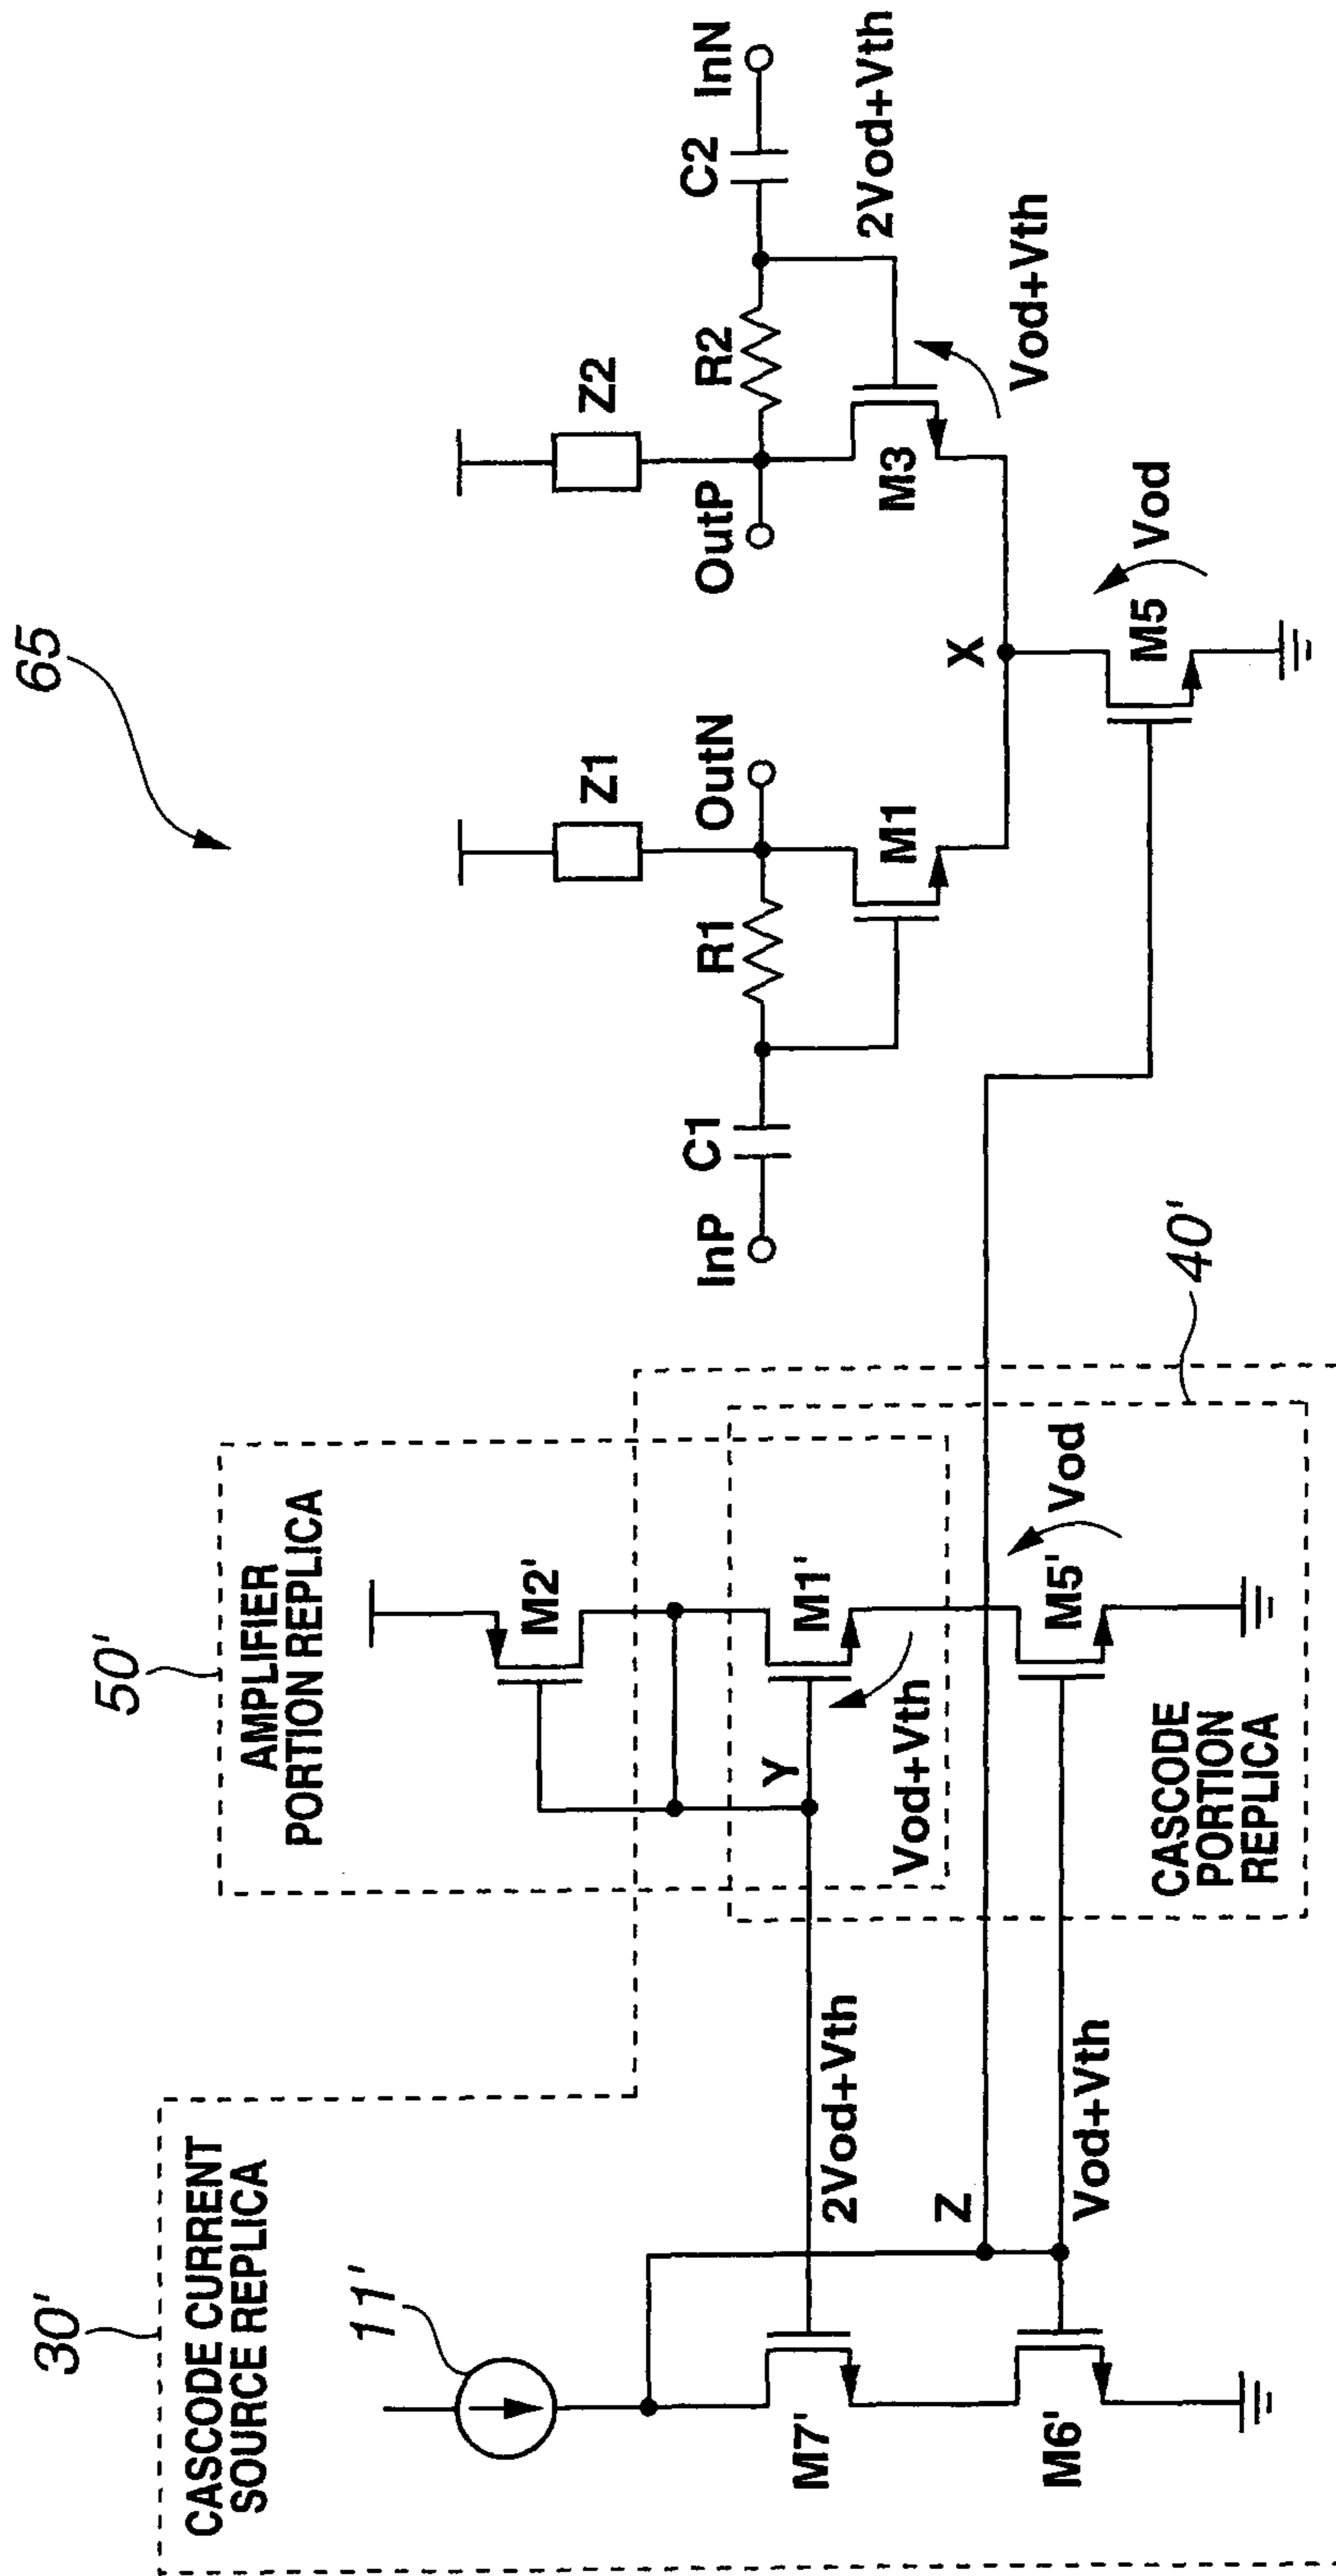 65
30'
CASCODE CURRENT
SOURCE REPLICA
11'
50'
AMPLIFIER
PORTION REPLICA
M2'
Y
M1'
Vod+Vth
2Vod+Vth
Z
Vod+Vth
M7'
M6'
M5'
Vod
CASCODE
PORTION
REPLICA
40'
InP
C1
R1
Z1
OutN
M1
X
M5
Vod
Z2
OutP
R2
M3
C2
InN
2Vod+Vth
Vod+Vth